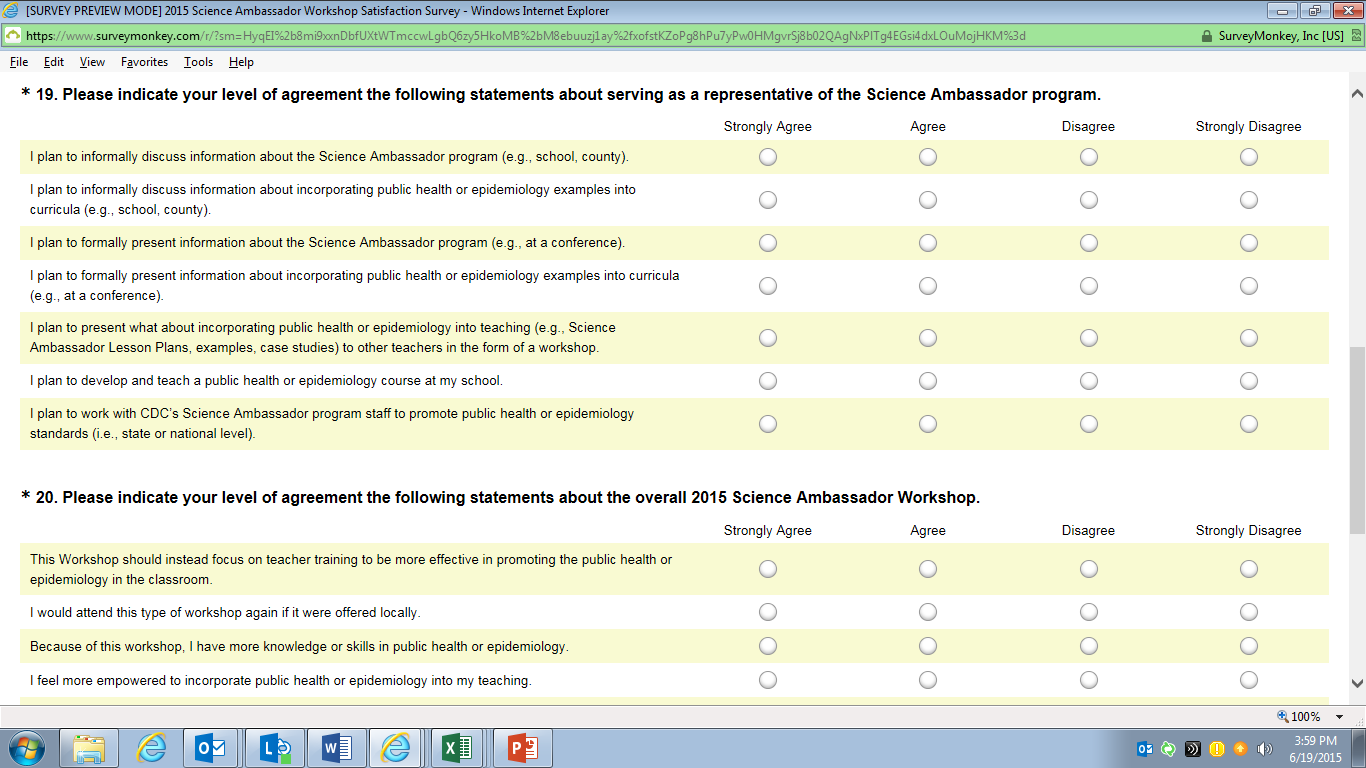 [SURVEY PREVIEW MODE] 2015 Science Ambassador Workshop Satisfaction Survey - Windows Internet Explorer
SurveyMonkey, Inc [US]
File Edit View Favorites Tools Help
* 19. Please indicate your level of agreement the following statements about serving as a representative of the Science Ambassador program.
Strongly Agree Agree Disagree Strongly Disagree
I plan to informally discuss information about the Science Ambassador program (e.g., school, county).
I plan to informally discuss information about incorporating public health or epidemiology examples into
curricula (e.g., school, county).
I plan to formally present information about the Science Ambassador program (e.g., at a conference).
I plan to formally present information about incorporating public health or epidemiology examples into curricula
(e.g., at a conference).
I plan to present what about incorporating public health or epidemiology into teaching (e.g., Science
Ambassador Lesson Plans, examples, case studies) to other teachers in the form of a workshop.
I plan to develop and teach a public health or epidemiology course at my school.
I plan to work with CDC's Science Ambassador program staff to promote public health or epidemiology
standards (i.e., state or national level).
* 20. Please indicate your level of agreement the following statements about the overall 2015 Science Ambassador Workshop.
Strongly Agree Agree Disagree Strongly Disagree
This Workshop should instead focus on teacher training to be more effective in promoting the public health or
epidemiology in the classroom.
I would attend this type of workshop again if it were offered locally.
Because of this workshop, I have more knowledge or skills in public health or epidemiology.
I feel more empowered to incorporate public health or epidemiology into my teaching.
100%
3:59 PM
6/19/2015